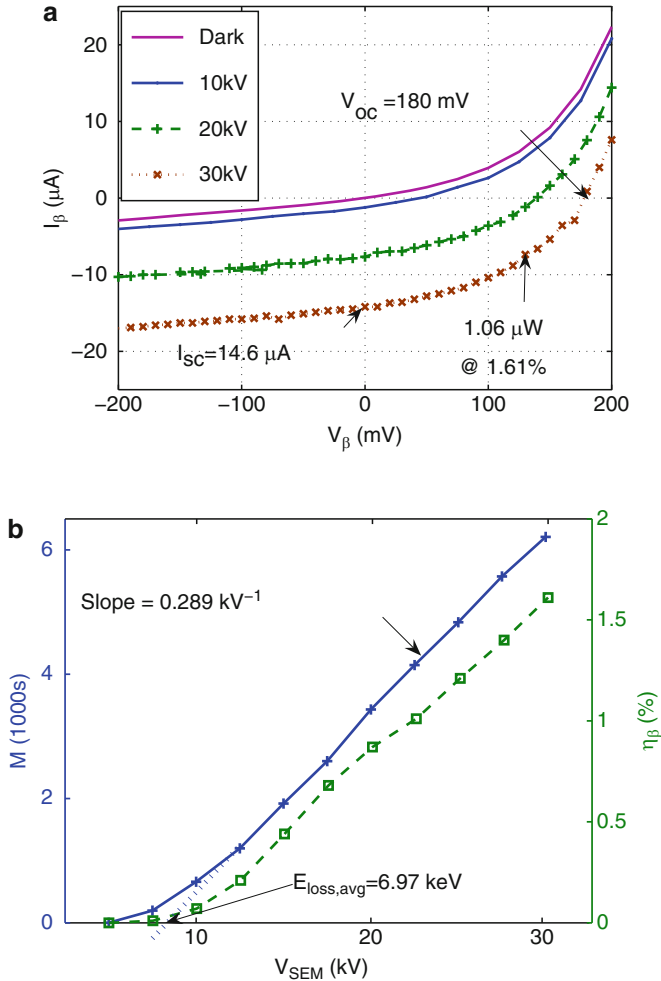 a
20
10
0
−10
−20
Dark
10kV
20kV
30kV
V_OC =180 mV
I_SC=14.6 μA
1.06 μW
@ 1.61%
I_β (μA)
−200 −100 0 100 200
V_β (mV)
b
6
4
2
0
2
1.5
1
0.5
0
Slope = 0.289 kV⁻¹
E_loss,avg=6.97 keV
M (1000s)
η_β (%)
10 20 30
V_SEM (kV)